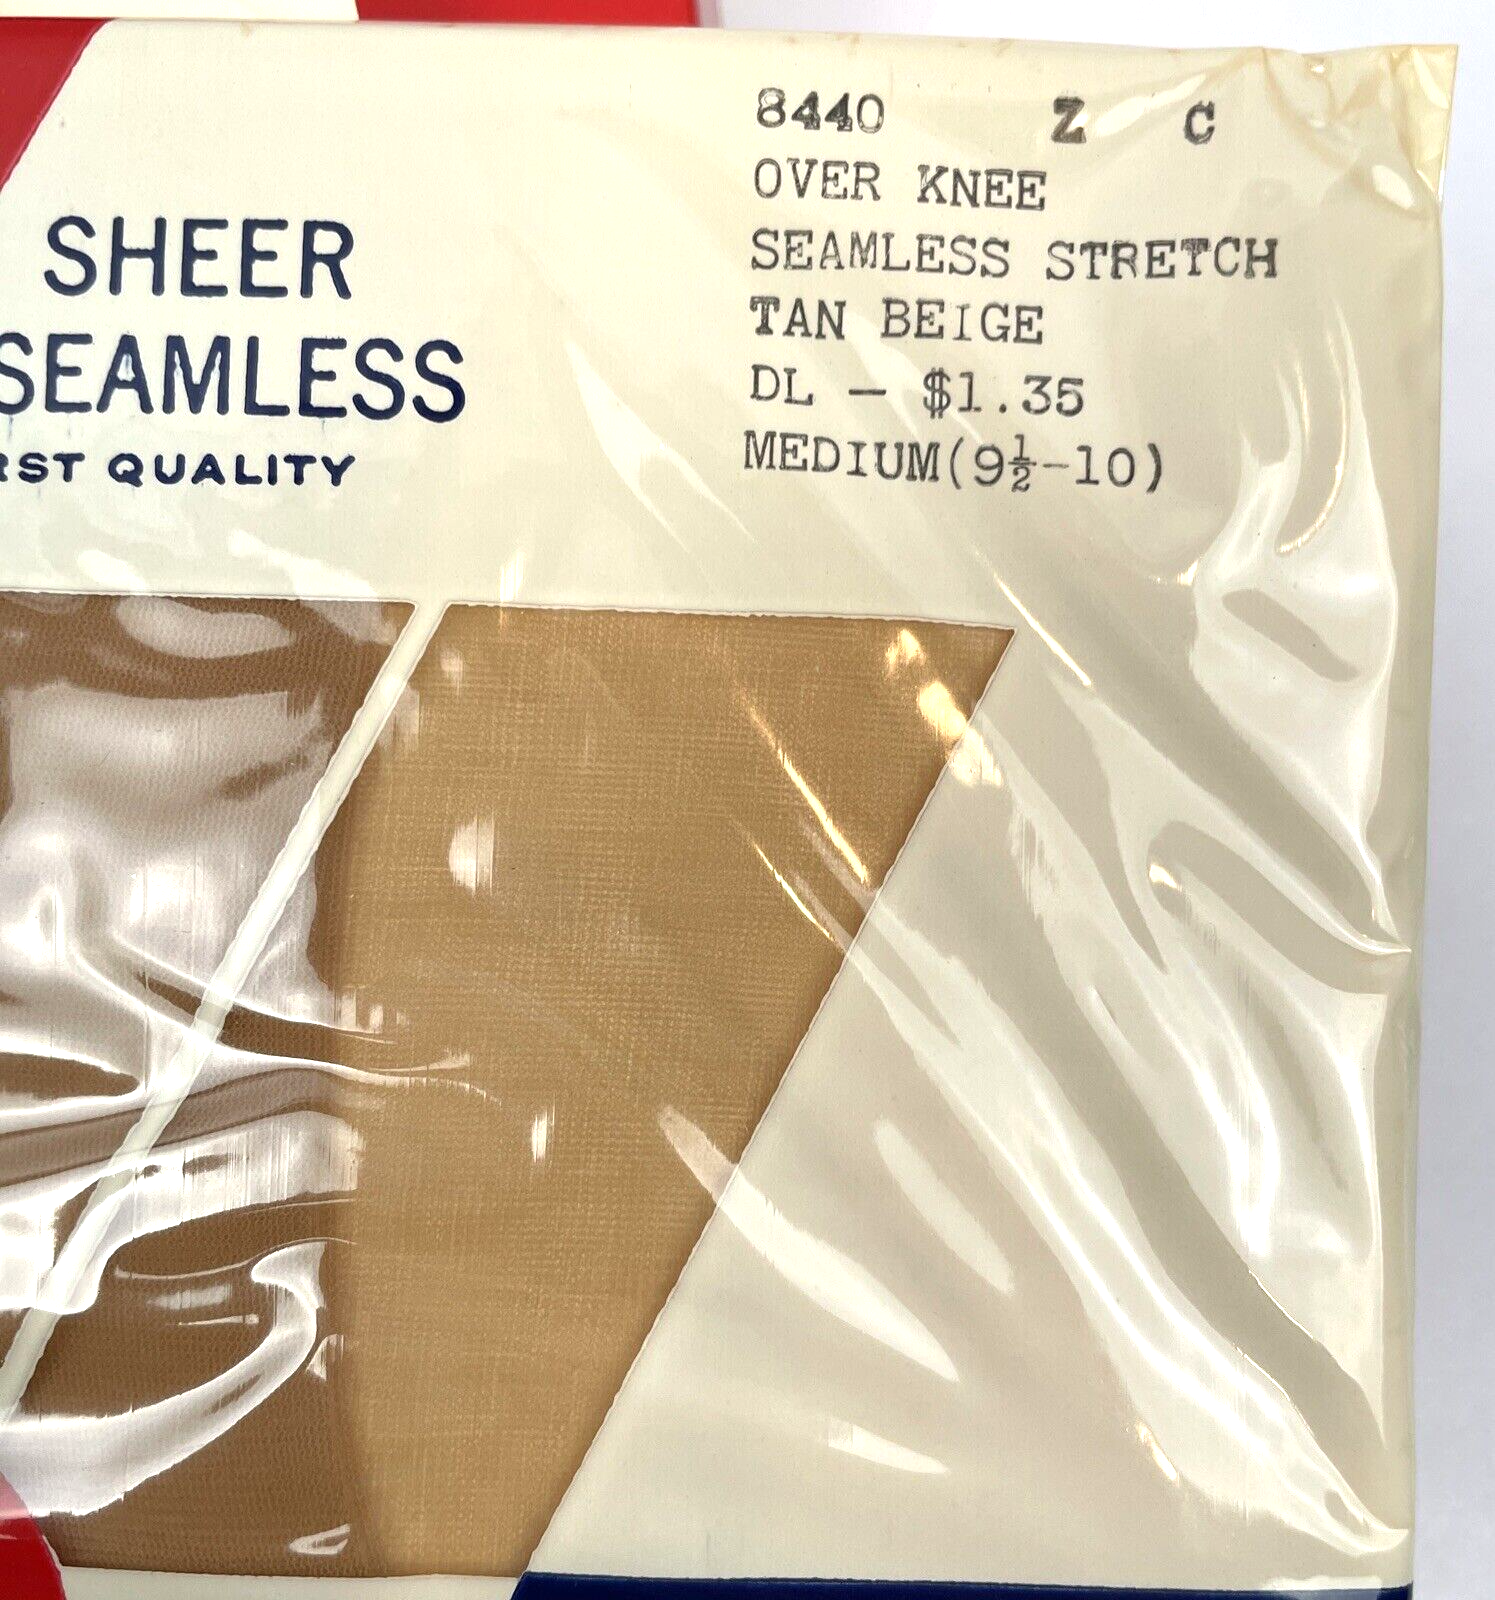 8440 Z C
OVER KNEE
SEAMLESS STRETCH
TAN BEIGE
DL — $1.35
MEDIUM(9½-10)
SHEER
SEAMLESS
RST QUALITY